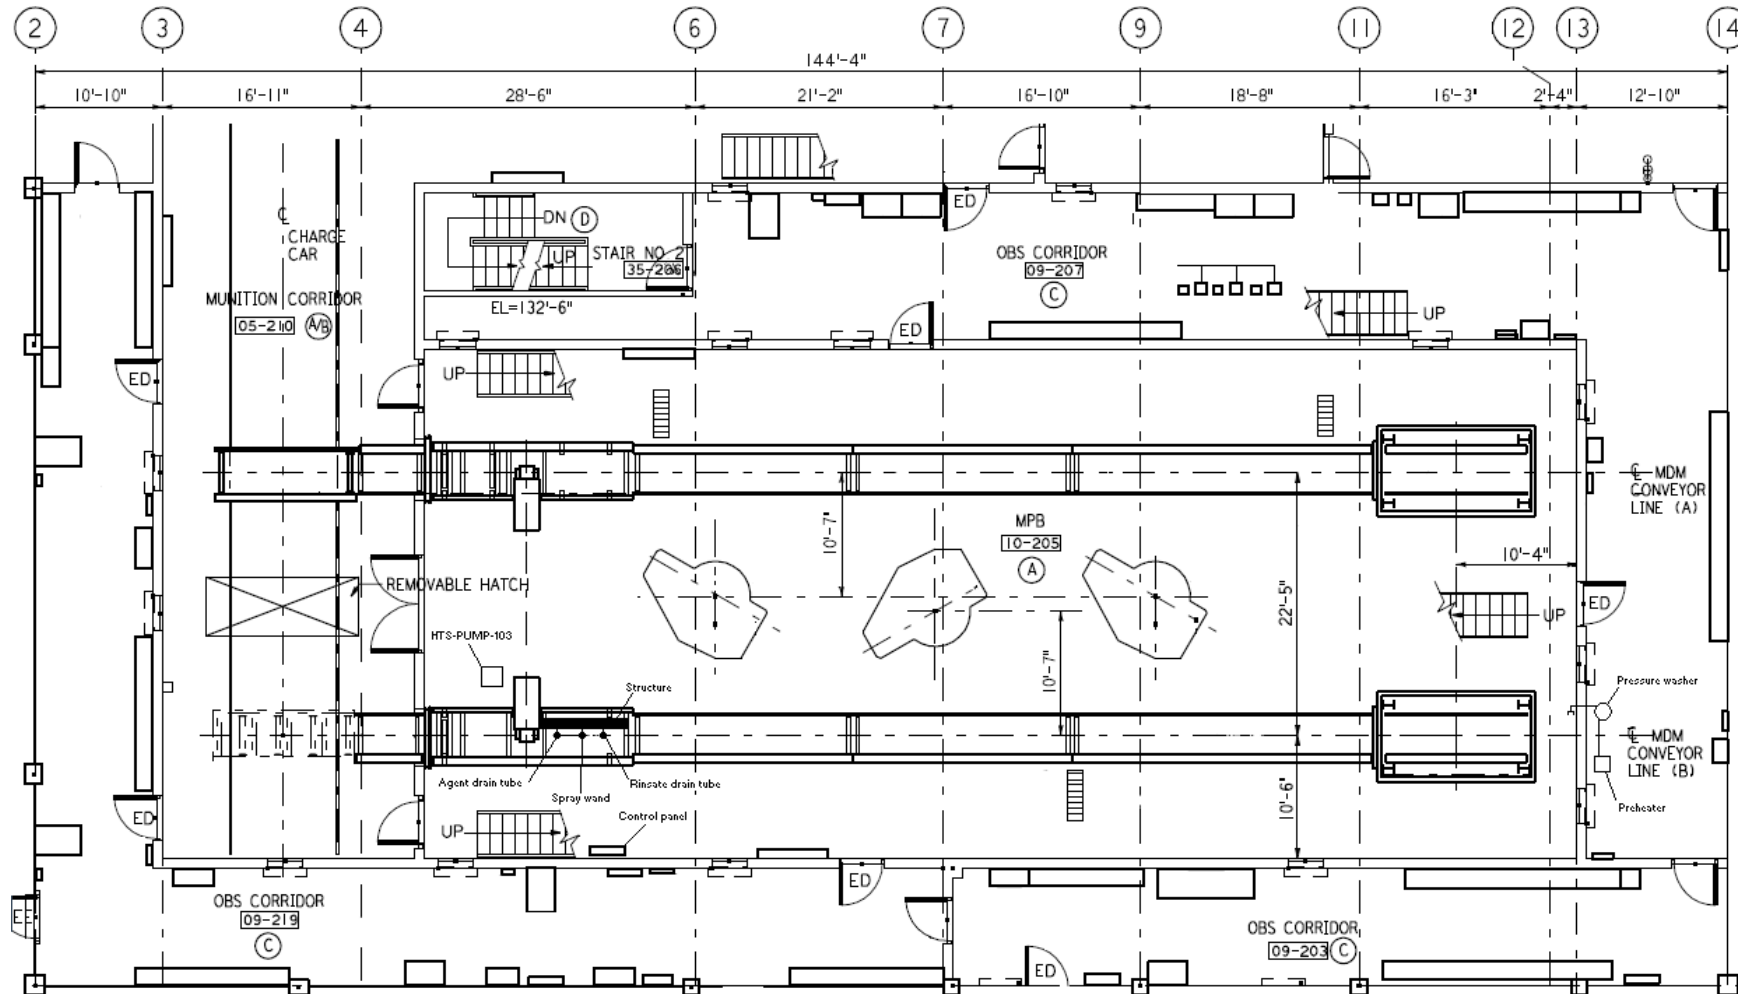 2 3 4 6 7 9 11 12 13 14
144'-4"
10'-10" 16'-11" 28'-6" 21'-2" 16'-10" 18'-8" 16'-3" 2'-4" 12'-10"
℄
CHARGE
CAR
MUNITION CORRIDOR
05-210 A/B
DN D
UP STAIR NO 2
35-206
EL=132'-6"
ED
OBS CORRIDOR
09-207
C
ED
UP
ED
UP
℄ MDM
CONVEYOR
LINE (A)
MPB
10-205
A
10'-7"
10'-4"
REMOVABLE HATCH
22'-5"
UP
ED
HTS-PUMP-103
10'-7"
Structure
Pressure washer
℄ MDM
CONVEYOR
LINE (B)
Agent drain tube
Rinsate drain tube
Spray wand
Preheater
10'-6"
Control panel
ED
UP
ED
OBS CORRIDOR
09-219
C
EE
OBS CORRIDOR
09-203 C
ED